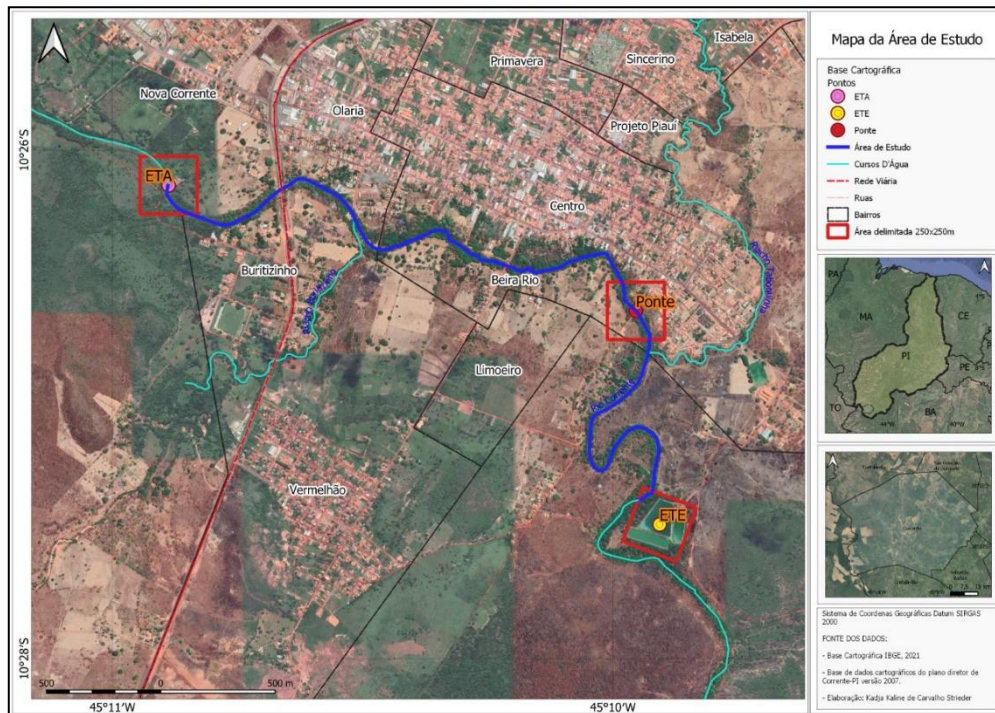 Mapa da Área de Estudo
Base Cartográfica
Pontos
ETA
ETE
Ponte
Área de Estudo
Cursos D'Água
Rede Viária
Ruas
Bairros
Área delimitada 250x250m
Isabela
Primavera
Sincerino
Nova Corrente
Olaria
Projeto Piauí
ETA
Centro
Buritizinho
Beira Rio
Ponte
Limoeiro
Vermelhão
ETE
10°26'S
10°28'S
45°11'W
45°10'W
500 0 500 m
PA
MA
CE
PI
PE
TO
BA
Sistema de Coordenas Geográficas Datum SIRGAS
2000
FONTE DOS DADOS:
- Base Cartográfica IBGE, 2021
- Base de dados cartográficos do plano diretor de
Corrente-PI versão 2007.
- Elaboração: Kadja Kaline de Carvalho Strieder